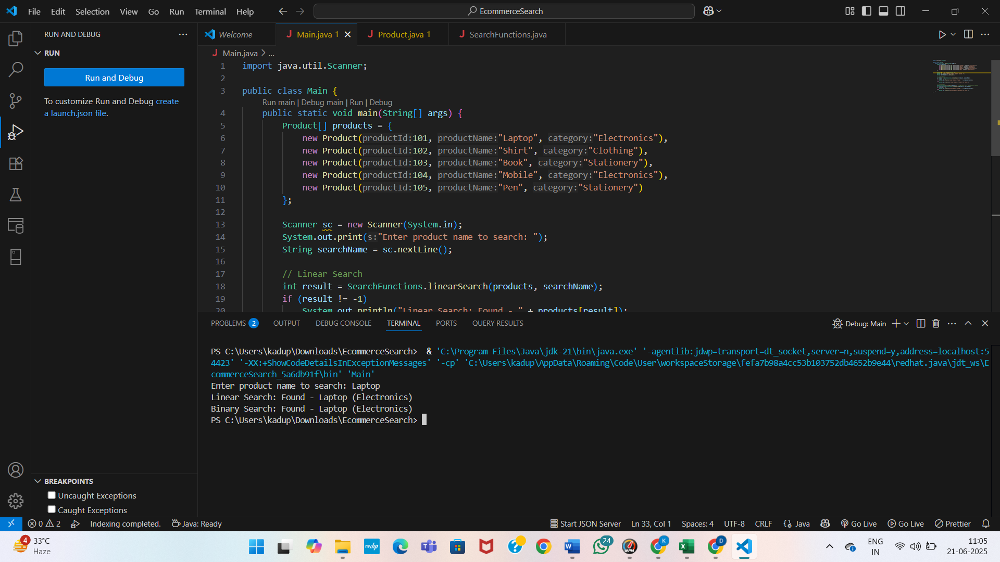 File Edit Selection View Go Run Terminal Help
EcommerceSearch
RUN AND DEBUG
RUN
Run and Debug
To customize Run and Debug create
a launch.json file.
Welcome
J Main.java 1
J Product.java 1
J SearchFunctions.java
J Main.java > ...
1 import java.util.Scanner;
2
3 public class Main {
Run main | Debug main | Run | Debug
4 public static void main(String[] args) {
5 Product[] products = {
6 new Product(productId:101, productName:"Laptop", category:"Electronics"),
7 new Product(productId:102, productName:"Shirt", category:"Clothing"),
8 new Product(productId:103, productName:"Book", category:"Stationery"),
9 new Product(productId:104, productName:"Mobile", category:"Electronics"),
10 new Product(productId:105, productName:"Pen", category:"Stationery")
11 };
12
13 Scanner sc = new Scanner(System.in);
14 System.out.print(s:"Enter product name to search: ");
15 String searchName = sc.nextLine();
16
17 // Linear Search
18 int result = SearchFunctions.linearSearch(products, searchName);
19 if (result != -1)
20 System.out.println("Linear Search: Found - " + products[result]);
PROBLEMS 2 OUTPUT DEBUG CONSOLE TERMINAL PORTS QUERY RESULTS
Debug: Main
PS C:\Users\kadup\Downloads\EcommerceSearch> & 'C:\Program Files\Java\jdk-21\bin\java.exe' '-agentlib:jdwp=transport=dt_socket,server=n,suspend=y,address=localhost:5
4423' '-XX:+ShowCodeDetailsInExceptionMessages' '-cp' 'C:\Users\kadup\AppData\Roaming\Code\User\workspaceStorage\fefa7b98a4cc53b103752db4652b9e44\redhat.java\jdt_ws\E
commerceSearch_5a6db91f\bin' 'Main'
Enter product name to search: Laptop
Linear Search: Found - Laptop (Electronics)
Binary Search: Found - Laptop (Electronics)
PS C:\Users\kadup\Downloads\EcommerceSearch>
BREAKPOINTS
Uncaught Exceptions
Caught Exceptions
0 2 Indexing completed. Java: Ready
Start JSON Server Ln 33, Col 1 Spaces: 4 UTF-8 CRLF {} Java Go Live Go Live Prettier
4 33°C
Haze
myhp
W
24
WPM
K
X
D
ENG
IN
11:05
21-06-2025